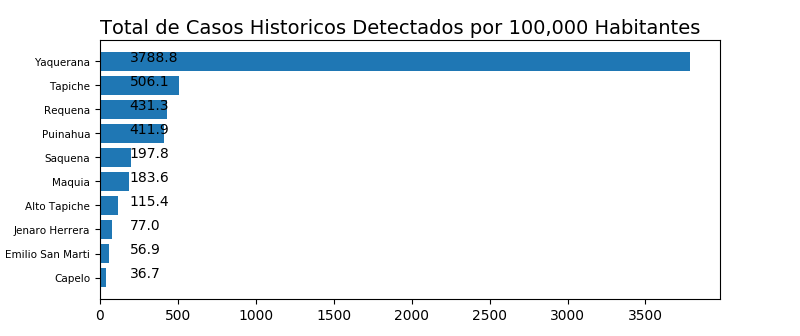 Total de Casos Historicos Detectados por 100,000 Habitantes
Yaquerana 3788.8
Tapiche 506.1
Requena 431.3
Puinahua 411.9
Saquena 197.8
Maquia 183.6
Alto Tapiche 115.4
Jenaro Herrera 77.0
Emilio San Marti 56.9
Capelo 36.7
0 500 1000 1500 2000 2500 3000 3500